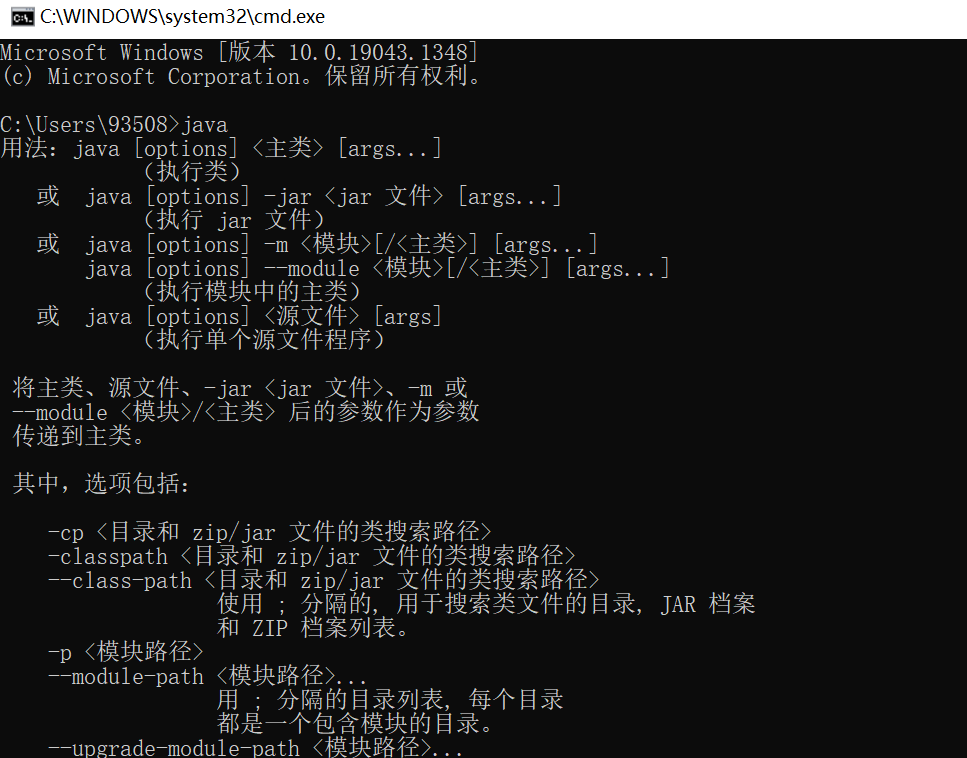 C:\WINDOWS\system32\cmd.exe
Microsoft Windows [版本 10.0.19043.1348]
(c) Microsoft Corporation。保留所有权利。
C:\Users\93508>java
用法：java [options] <主类> [args...]
（执行类）
或 java [options] -jar <jar 文件> [args...]
（执行 jar 文件）
或 java [options] -m <模块>[/<主类>] [args...]
java [options] --module <模块>[/<主类>] [args...]
（执行模块中的主类）
或 java [options] <源文件> [args]
（执行单个源文件程序）
将主类、源文件、-jar <jar 文件>、-m 或
--module <模块>/<主类> 后的参数作为参数
传递到主类。
其中，选项包括：
-cp <目录和 zip/jar 文件的类搜索路径>
-classpath <目录和 zip/jar 文件的类搜索路径>
--class-path <目录和 zip/jar 文件的类搜索路径>
使用 ; 分隔的, 用于搜索类文件的目录, JAR 档案
和 ZIP 档案列表。
-p <模块路径>
--module-path <模块路径>...
用 ; 分隔的目录列表, 每个目录
都是一个包含模块的目录。
--upgrade-module-path <模块路径>...